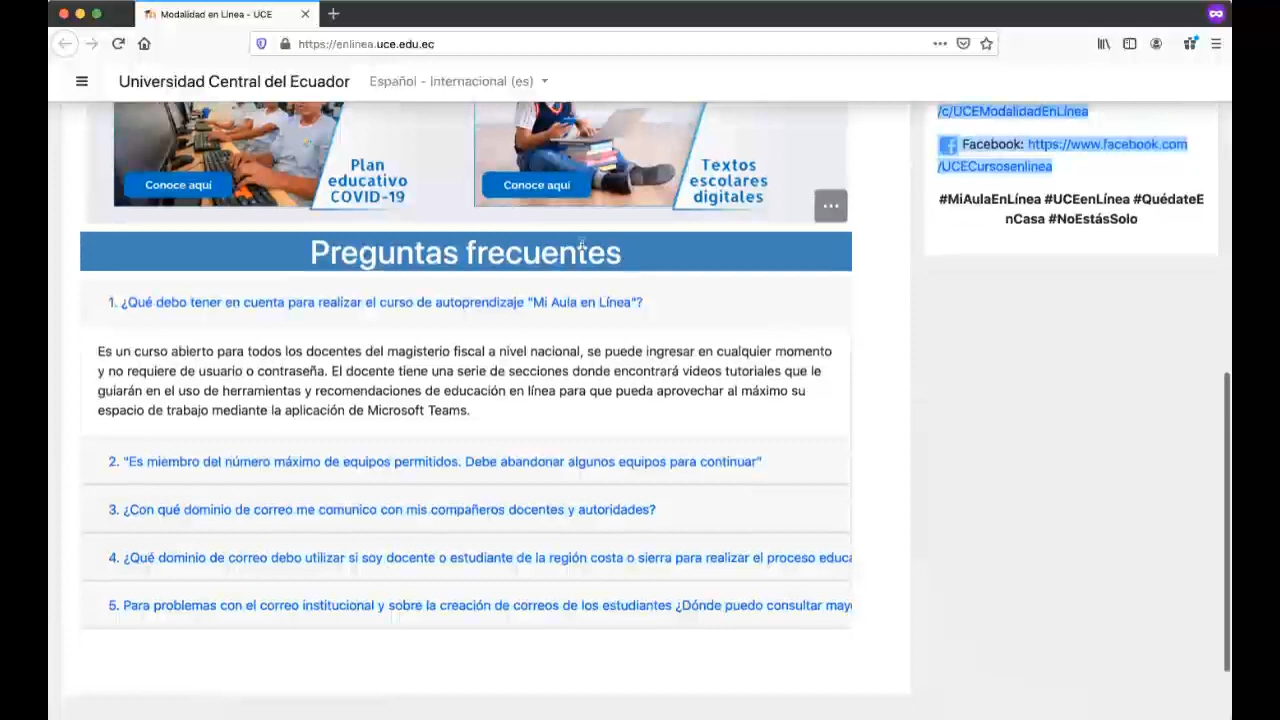 Modalidad en Línea - UCE
https://enlinea.uce.edu.ec
Universidad Central del Ecuador
Español - Internacional (es)
Plan
educativo
COVID-19
Conoce aquí
Textos
escolares
digitales
Conoce aquí
/c/UCEModalidadEnLínea
Facebook: https://www.facebook.com
/UCECursosenlinea
#MiAulaEnLínea #UCEenLínea #QuédateE
nCasa #NoEstásSolo
Preguntas frecuentes
1. ¿Qué debo tener en cuenta para realizar el curso de autoprendizaje "Mi Aula en Línea"?
Es un curso abierto para todos los docentes del magisterio fiscal a nivel nacional, se puede ingresar en cualquier momento
y no requiere de usuario o contraseña. El docente tiene una serie de secciones donde encontrará videos tutoriales que le
guiarán en el uso de herramientas y recomendaciones de educación en línea para que pueda aprovechar al máximo su
espacio de trabajo mediante la aplicación de Microsoft Teams.
2. "Es miembro del número máximo de equipos permitidos. Debe abandonar algunos equipos para continuar"
3. ¿Con qué dominio de correo me comunico con mis compañeros docentes y autoridades?
4. ¿Qué dominio de correo debo utilizar si soy docente o estudiante de la región costa o sierra para realizar el proceso educa
5. Para problemas con el correo institucional y sobre la creación de correos de los estudiantes ¿Dónde puedo consultar mayo